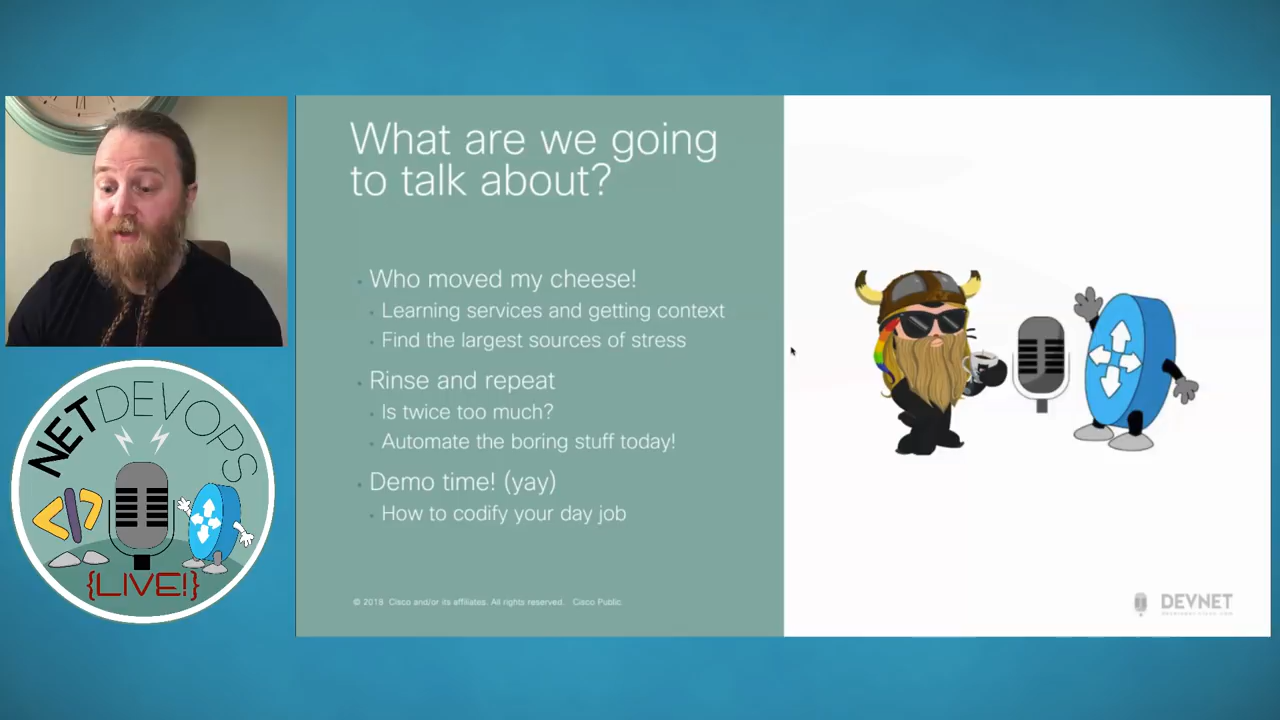 What are we going
to talk about?
Who moved my cheese!
Learning services and getting context
Find the largest sources of stress
Rinse and repeat
Is twice too much?
Automate the boring stuff today!
Demo time! (yay)
How to codify your day job
© 2018 Cisco and/or its affiliates. All rights reserved. Cisco Public
DEVNET
NETDEVOPS
{LIVE!}